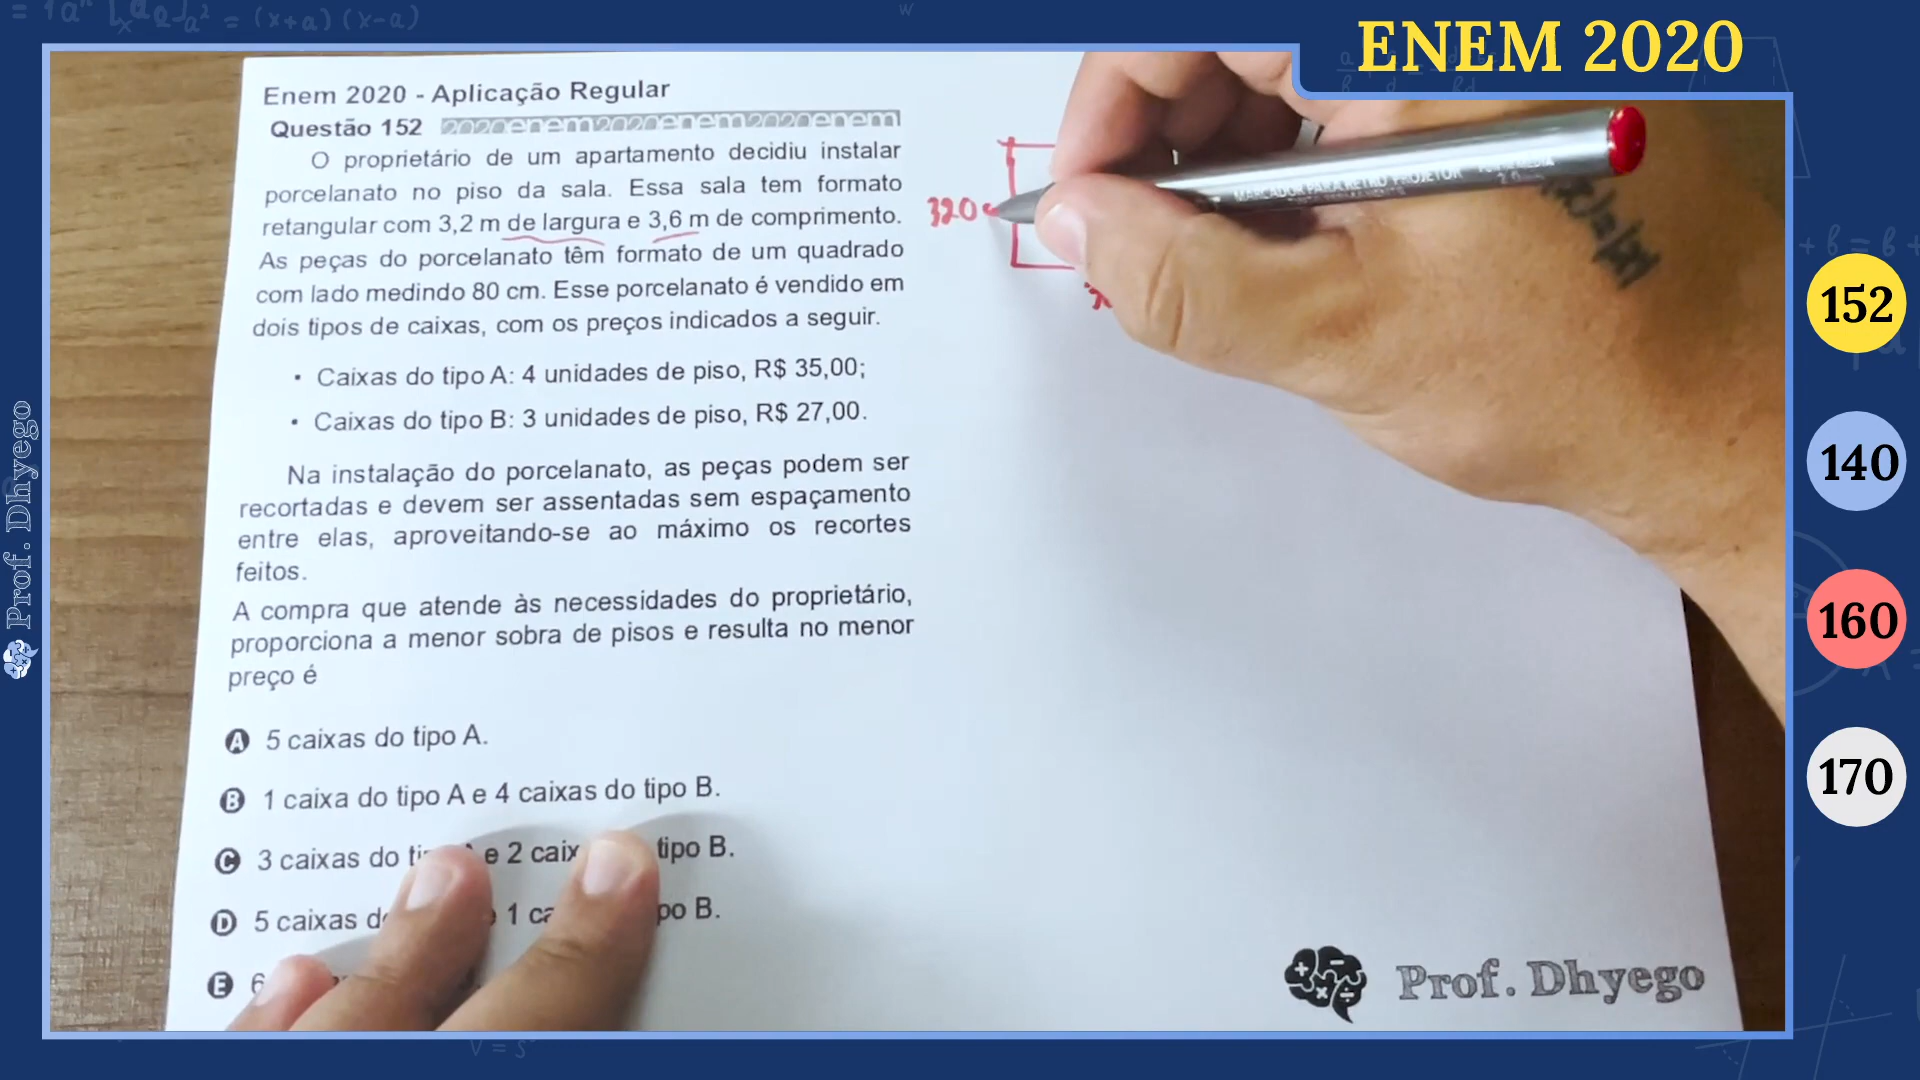 ENEM 2020
Enem 2020 - Aplicação Regular
Questão 152 2020enem2020enem2020enem
O proprietário de um apartamento decidiu instalar
porcelanato no piso da sala. Essa sala tem formato
retangular com 3,2 m de largura e 3,6 m de comprimento.
As peças do porcelanato têm formato de um quadrado
com lado medindo 80 cm. Esse porcelanato é vendido em
dois tipos de caixas, com os preços indicados a seguir.
• Caixas do tipo A: 4 unidades de piso, R$ 35,00;
• Caixas do tipo B: 3 unidades de piso, R$ 27,00.
Na instalação do porcelanato, as peças podem ser
recortadas e devem ser assentadas sem espaçamento
entre elas, aproveitando-se ao máximo os recortes
feitos.
A compra que atende às necessidades do proprietário,
proporciona a menor sobra de pisos e resulta no menor
preço é
A 5 caixas do tipo A.
B 1 caixa do tipo A e 4 caixas do tipo B.
C 3 caixas do e 2 tipo B.
D 5 caixas 1 B.
E 6
320
MARCADOR PARA RETRO PROJETOR
152
140
160
170
Prof. Dhyego
Prof. Dhyego